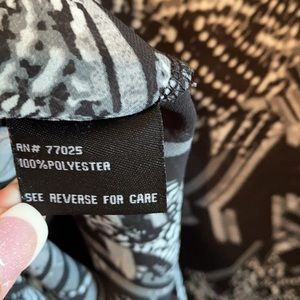 RN# 77025
100%POLYESTER
SEE REVERSE FOR CARE